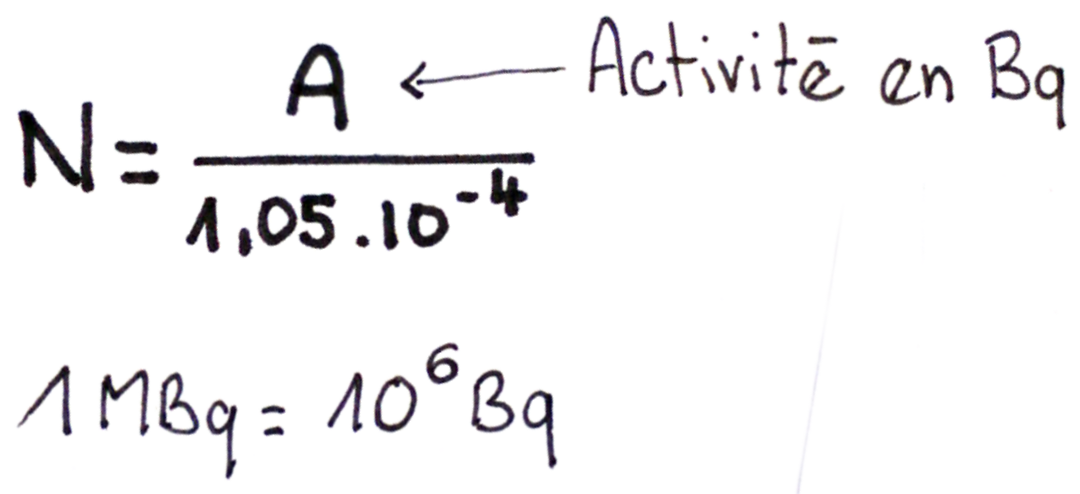 N = A / 1,05.10⁻⁴ ← Activité en Bq
1 MBq = 10⁶ Bq